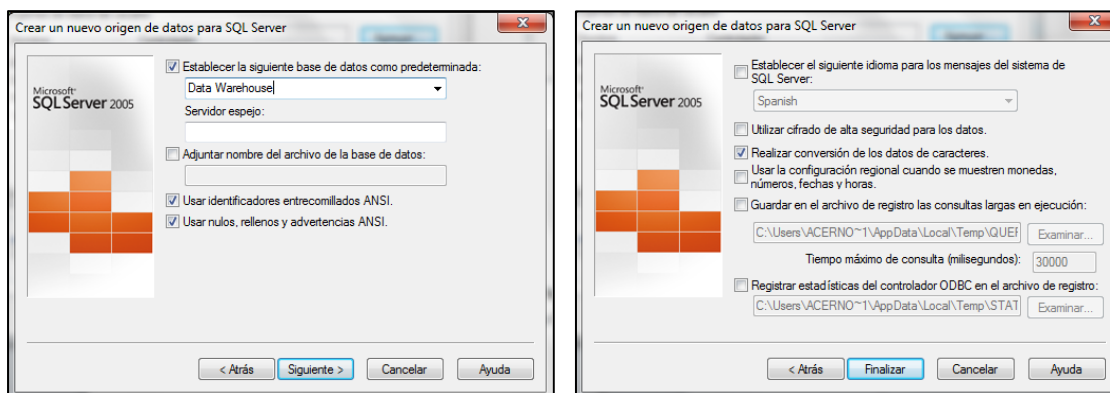 Crear un nuevo origen de datos para SQL Server
Microsoft
SQL Server 2005
Establecer la siguiente base de datos como predeterminada:
Data Warehouse
Servidor espejo:
Adjuntar nombre del archivo de la base de datos:
Usar identificadores entrecomillados ANSI.
Usar nulos, rellenos y advertencias ANSI.
< Atrás
Siguiente >
Cancelar
Ayuda
Crear un nuevo origen de datos para SQL Server
Microsoft
SQL Server 2005
Establecer el siguiente idioma para los mensajes del sistema de
SQL Server:
Spanish
Utilizar cifrado de alta seguridad para los datos.
Realizar conversión de los datos de caracteres.
Usar la configuración regional cuando se muestren monedas,
números, fechas y horas.
Guardar en el archivo de registro las consultas largas en ejecución:
C:\Users\ACERNO~1\AppData\Local\Temp\QUE
Examinar...
Tiempo máximo de consulta (milisegundos):
30000
Registrar estadísticas del controlador ODBC en el archivo de registro:
C:\Users\ACERNO~1\AppData\Local\Temp\STAT
Examinar...
< Atrás
Finalizar
Cancelar
Ayuda